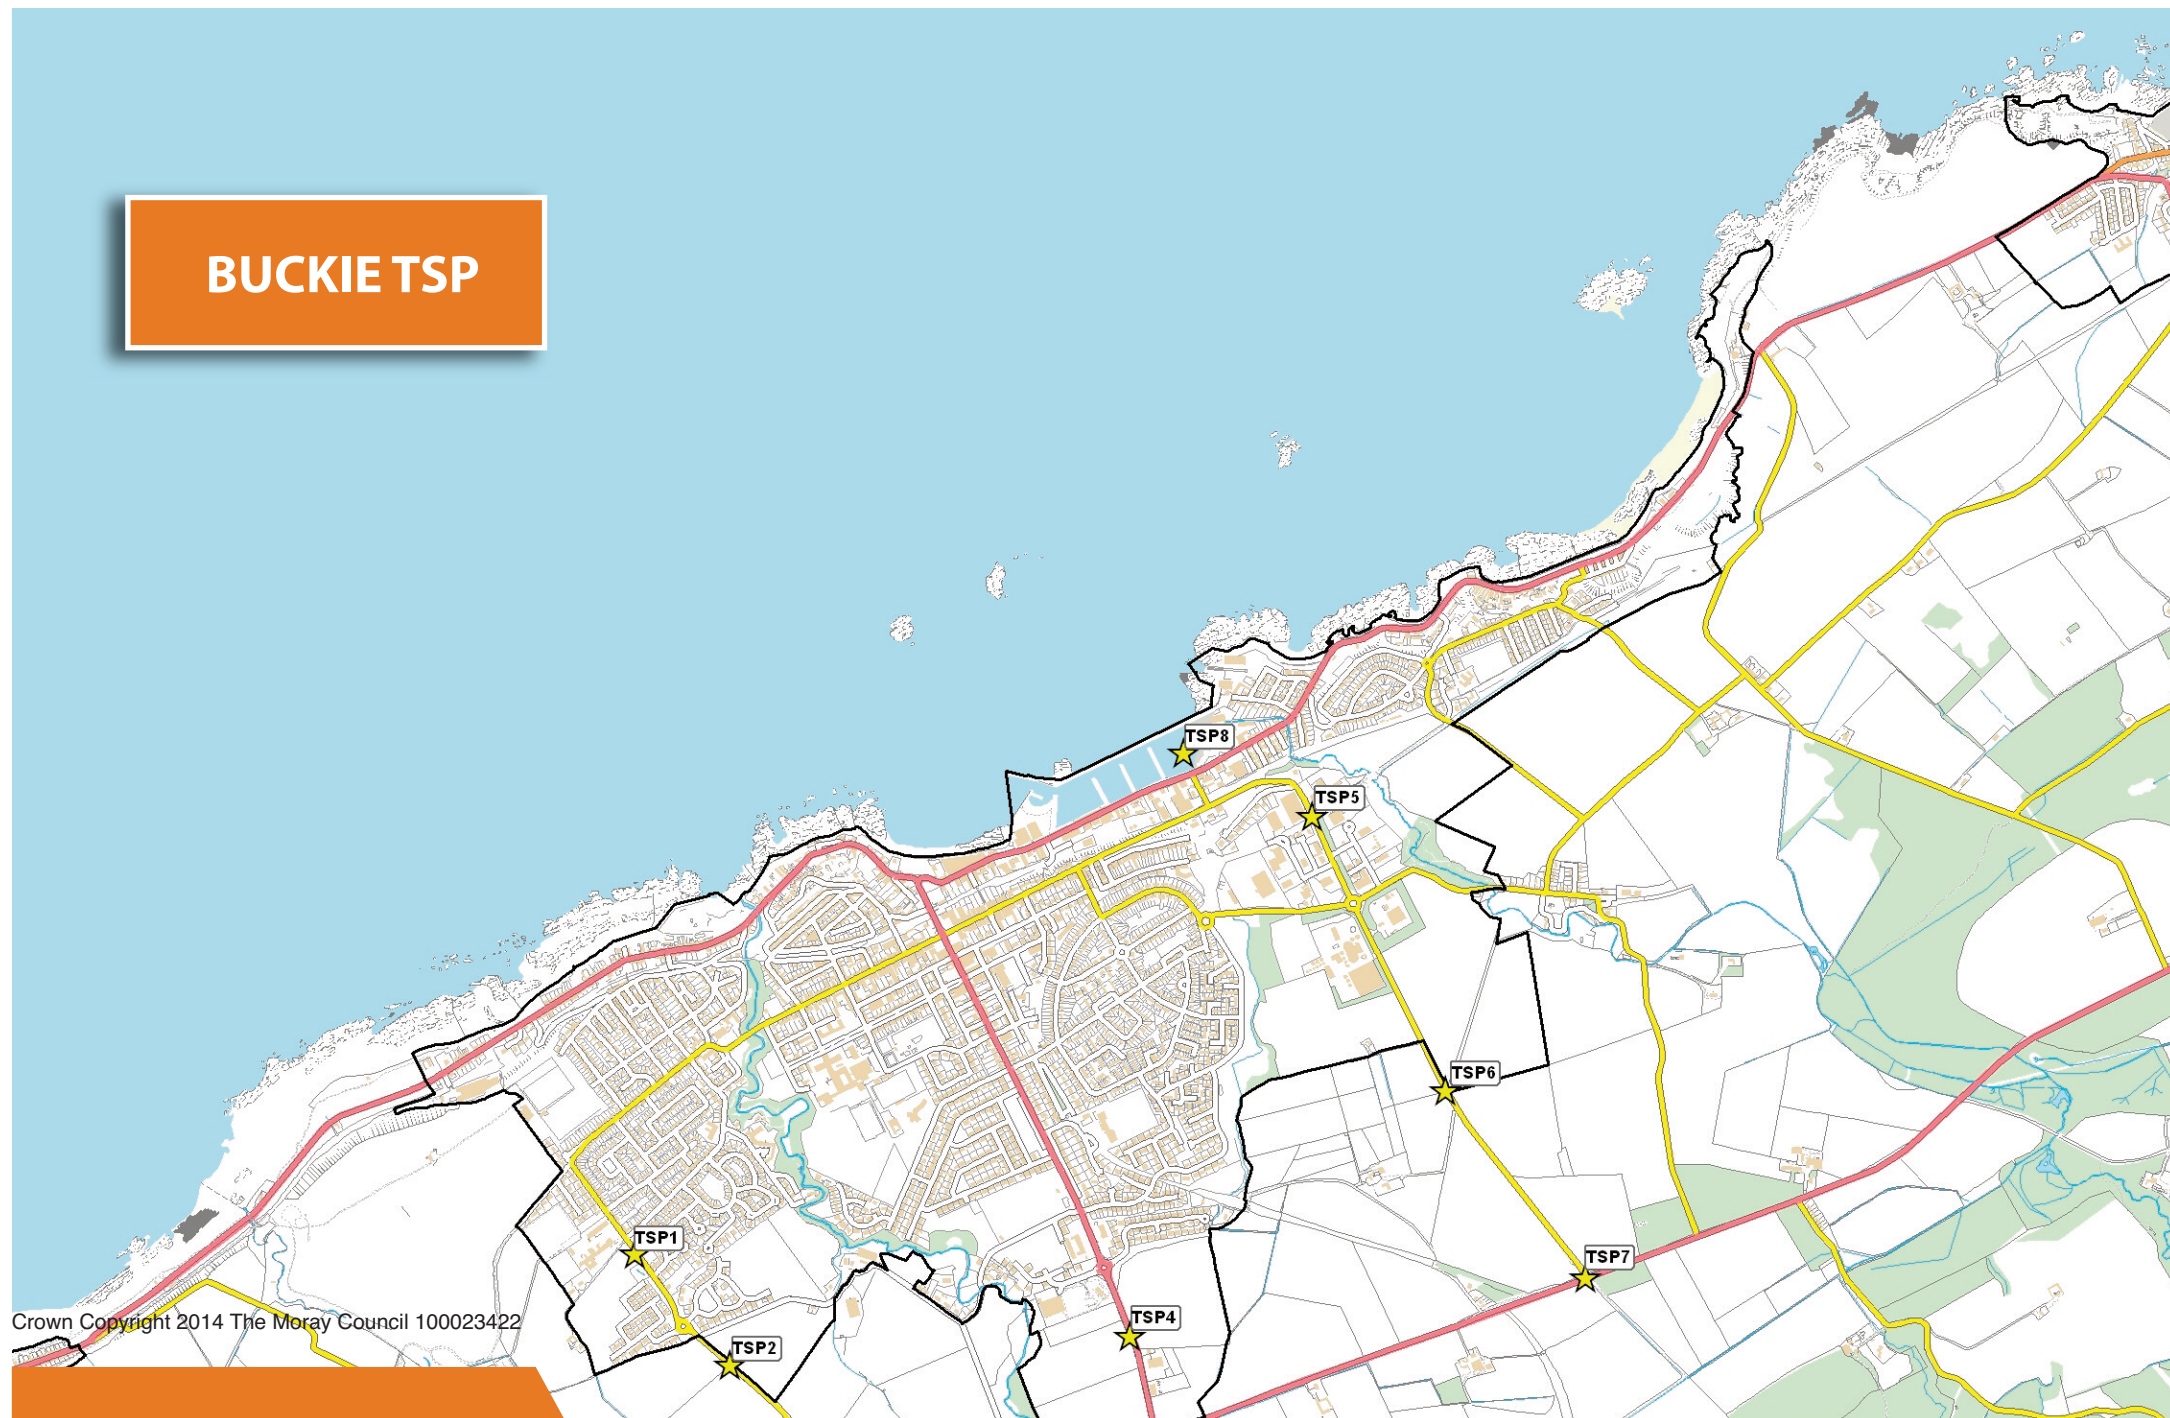 BUCKIE TSP
TSP8
TSP5
TSP6
TSP1
TSP7
TSP4
TSP2
Crown Copyright 2014 The Moray Council 100023422